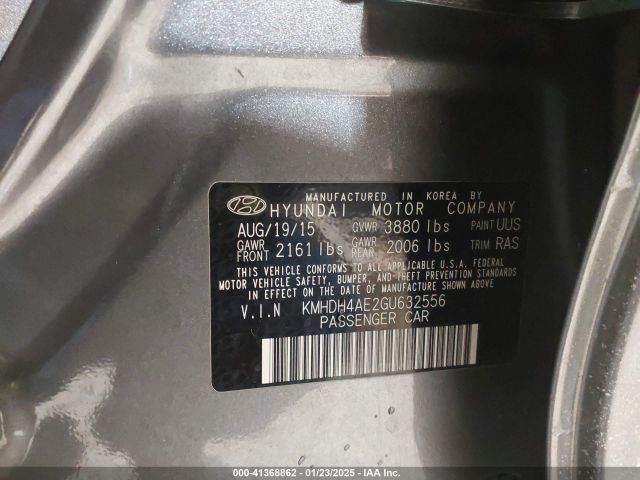 MANUFACTURED IN KOREA BY
HYUNDAI MOTOR COMPANY
AUG/19/15 GVWR 3880 lbs PAINT UUS
GAWR FRONT 2161 lbs GAWR REAR 2006 lbs TRIM RAS
THIS VEHICLE CONFORMS TO ALL APPLICABLE U.S.A. FEDERAL
MOTOR VEHICLE SAFETY, BUMPER, AND THEFT PREVENTION STANDARDS
IN EFFECT ON THE DATE OF MANUFACTURE SHOWN ABOVE.
V.I.N KMHDH4AE2GU632556
PASSENGER CAR
000-41368862 - 01/23/2025 - IAA Inc.